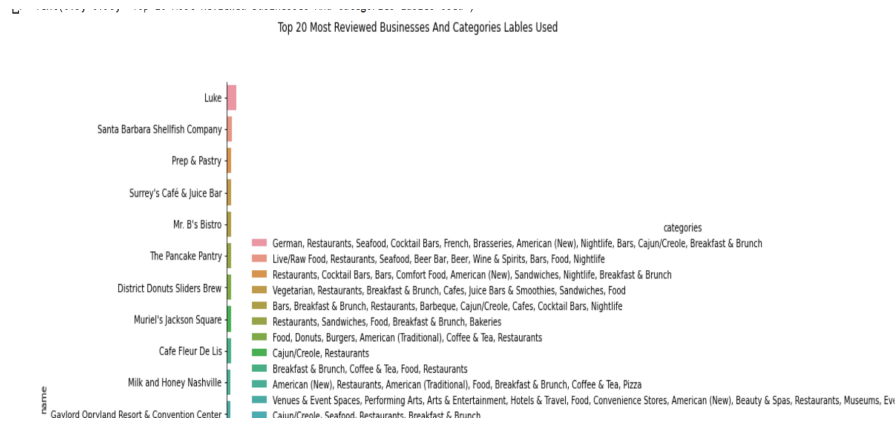 Top 20 Most Reviewed Businesses And Categories Lables Used
Luke
Santa Barbara Shellfish Company
Prep & Pastry
Surrey's Café & Juice Bar
Mr. B's Bistro
The Pancake Pantry
District Donuts Sliders Brew
Muriel's Jackson Square
Cafe Fleur De Lis
Milk and Honey Nashville
Gaylord Opryland Resort & Convention Center
name
categories
German, Restaurants, Seafood, Cocktail Bars, French, Brasseries, American (New), Nightlife, Bars, Cajun/Creole, Breakfast & Brunch
Live/Raw Food, Restaurants, Seafood, Beer Bar, Beer, Wine & Spirits, Bars, Food, Nightlife
Restaurants, Cocktail Bars, Bars, Comfort Food, American (New), Sandwiches, Nightlife, Breakfast & Brunch
Vegetarian, Restaurants, Breakfast & Brunch, Cafes, Juice Bars & Smoothies, Sandwiches, Food
Bars, Breakfast & Brunch, Restaurants, Barbeque, Cajun/Creole, Cafes, Cocktail Bars, Nightlife
Restaurants, Sandwiches, Food, Breakfast & Brunch, Bakeries
Food, Donuts, Burgers, American (Traditional), Coffee & Tea, Restaurants
Cajun/Creole, Restaurants
Breakfast & Brunch, Coffee & Tea, Food, Restaurants
American (New), Restaurants, American (Traditional), Food, Breakfast & Brunch, Coffee & Tea, Pizza
Venues & Event Spaces, Performing Arts, Arts & Entertainment, Hotels & Travel, Food, Convenience Stores, American (New), Beauty & Spas, Restaurants, Museums,
Cajun/Creole, Seafood, Restaurants, Breakfast & Brunch